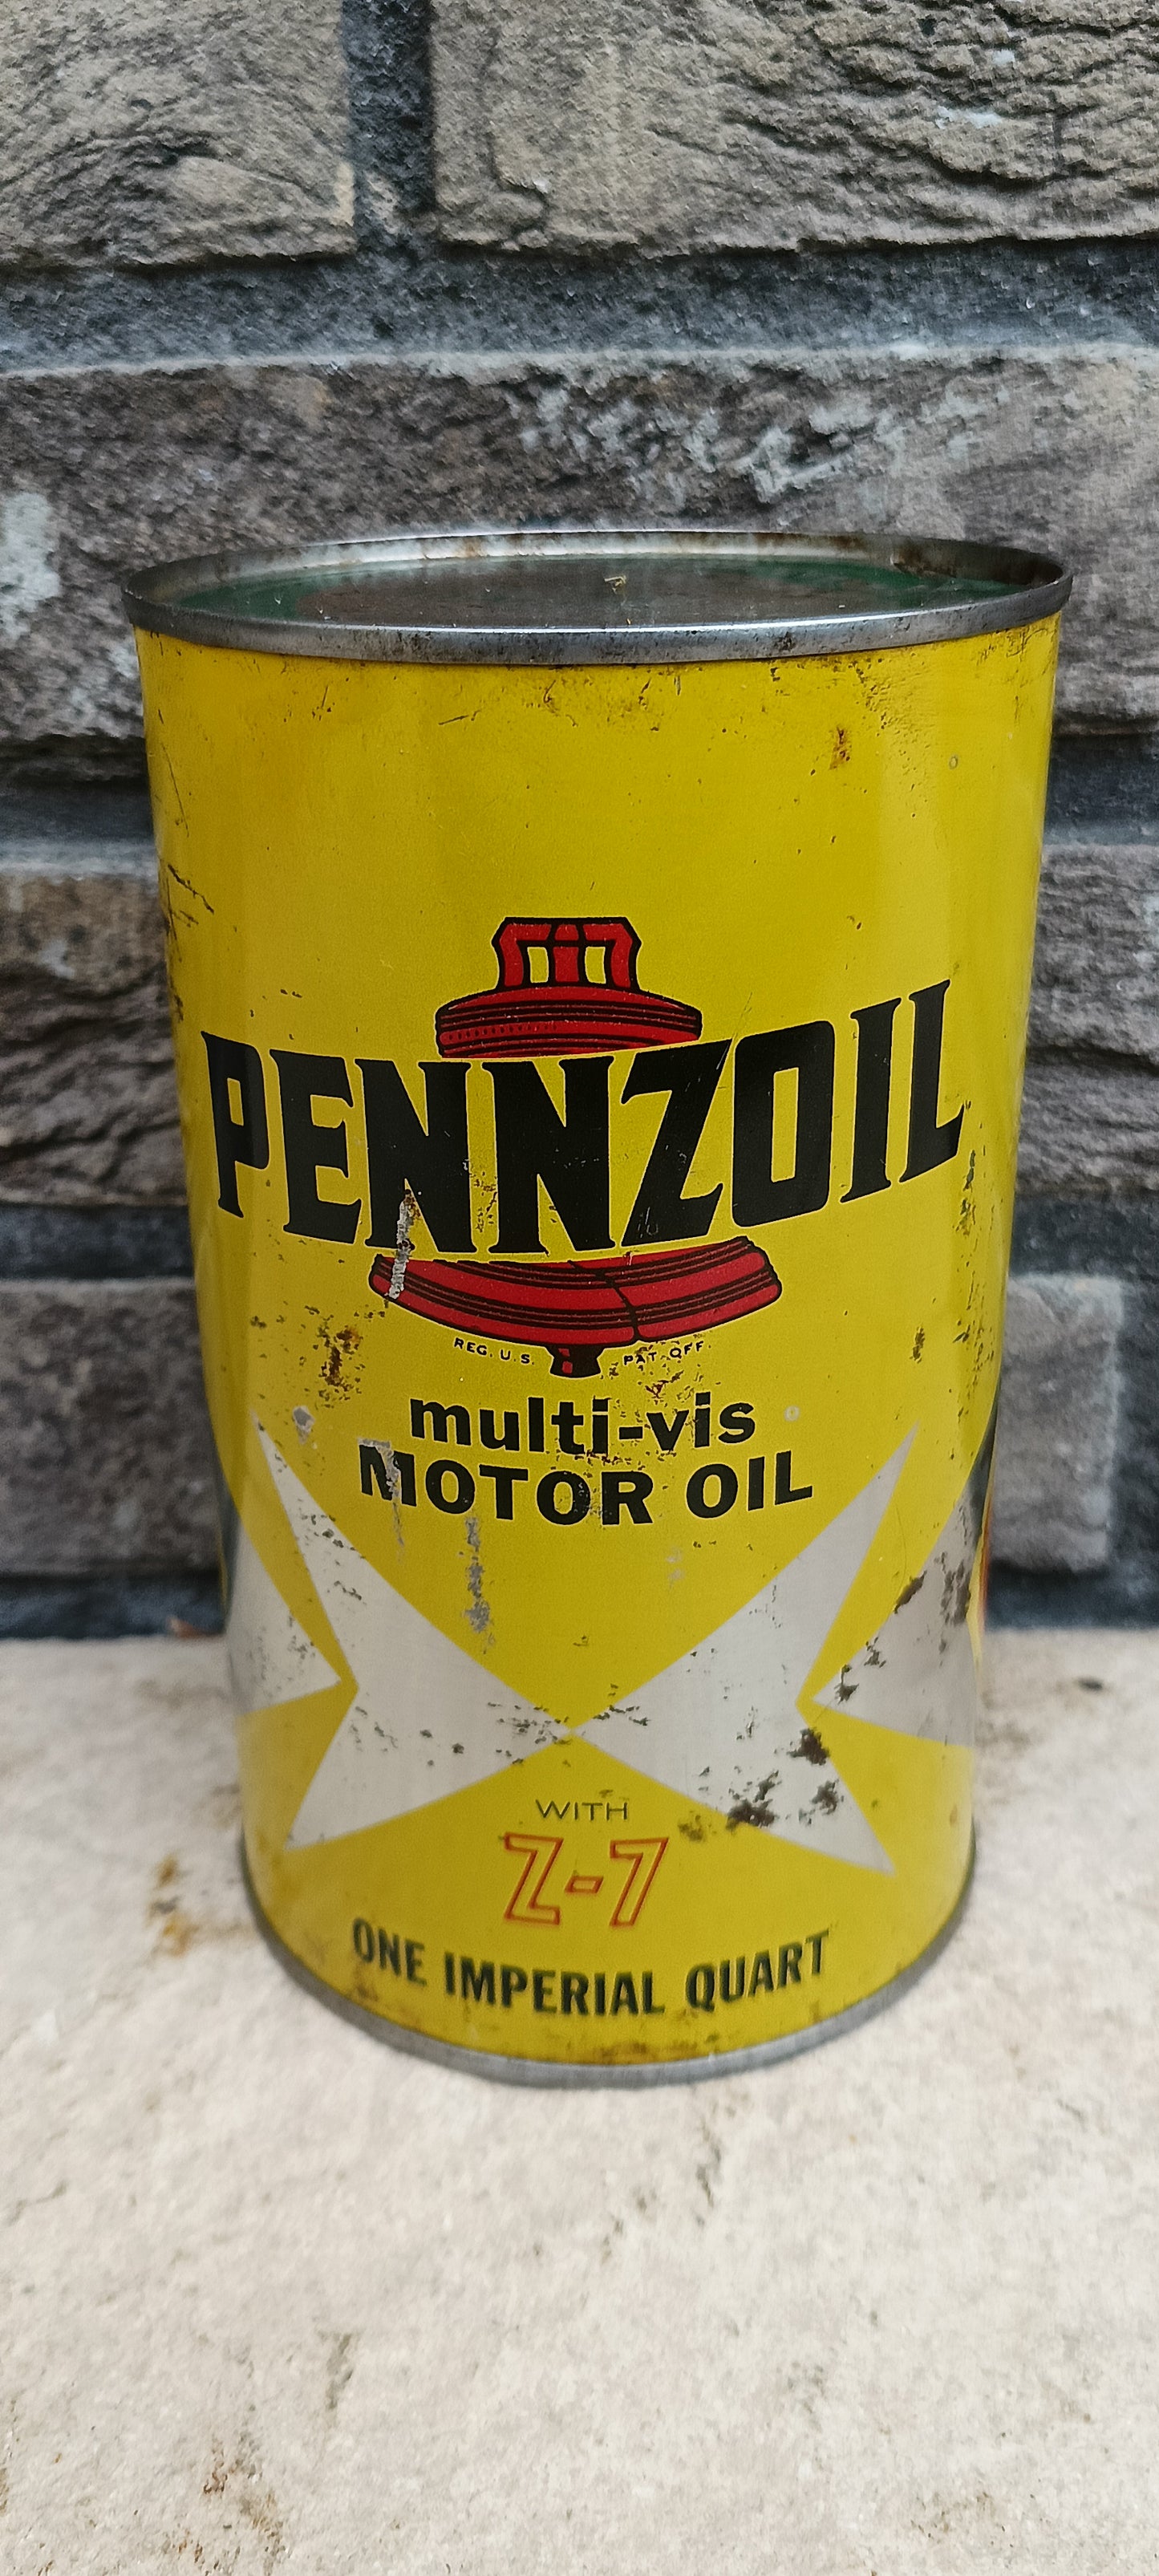 PENNZOIL
REG. U.S. PAT. OFF.
multi-vis
MOTOR OIL
WITH
Z-7
ONE IMPERIAL QUART